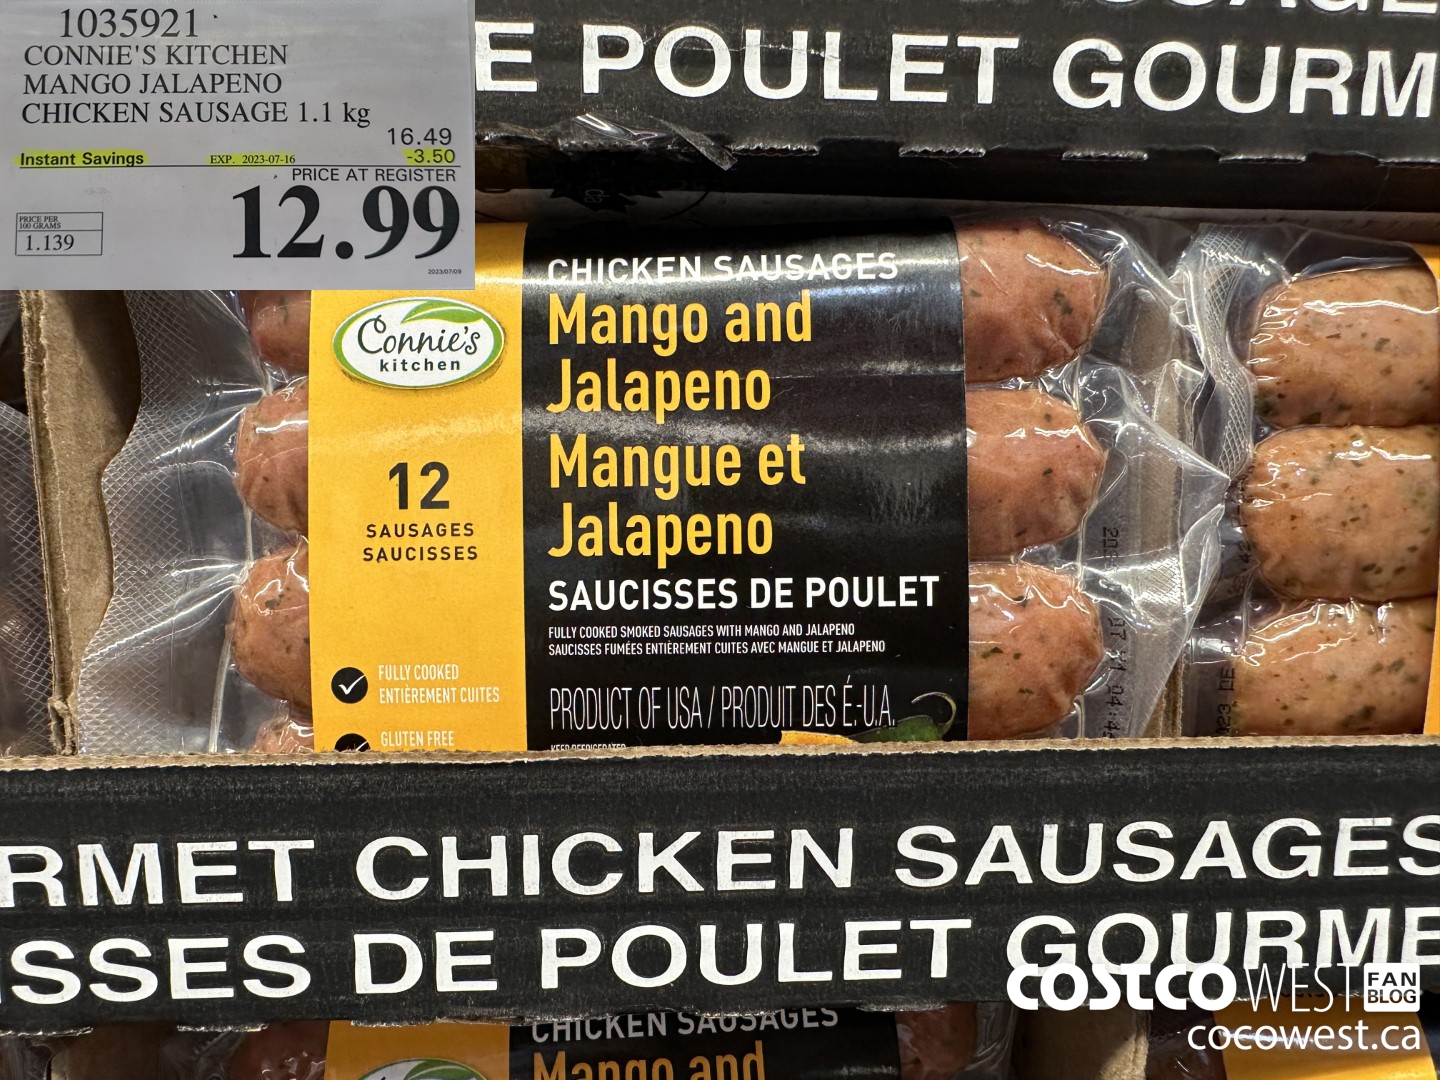 1035921
CONNIE'S KITCHEN
MANGO JALAPENO
CHICKEN SAUSAGE 1.1 kg
16.49
Instant Savings EXP. 2023-07-16 -3.50
PRICE AT REGISTER
12.99
PRICE PER
100 GRAMS
1.139
2023/07/09
E POULET GOURM
CHICKEN SAUSAGES
Mango and
Jalapeno
Mangue et
Jalapeno
SAUCISSES DE POULET
FULLY COOKED SMOKED SAUSAGES WITH MANGO AND JALAPENO
SAUCISSES FUMÉES ENTIÈREMENT CUITES AVEC MANGUE ET JALAPENO
PRODUCT OF USA / PRODUIT DES É.-U.A.
KEEP REFRIGERATED
Connie's
kitchen
12
SAUSAGES
SAUCISSES
FULLY COOKED
ENTIÈREMENT CUITES
GLUTEN FREE
RMET CHICKEN SAUSAGES
ISSES DE POULET GOURME
CHICKEN SAUSAGES
Mango and
Connie's
COSTCO WEST FAN BLOG
cocowest.ca